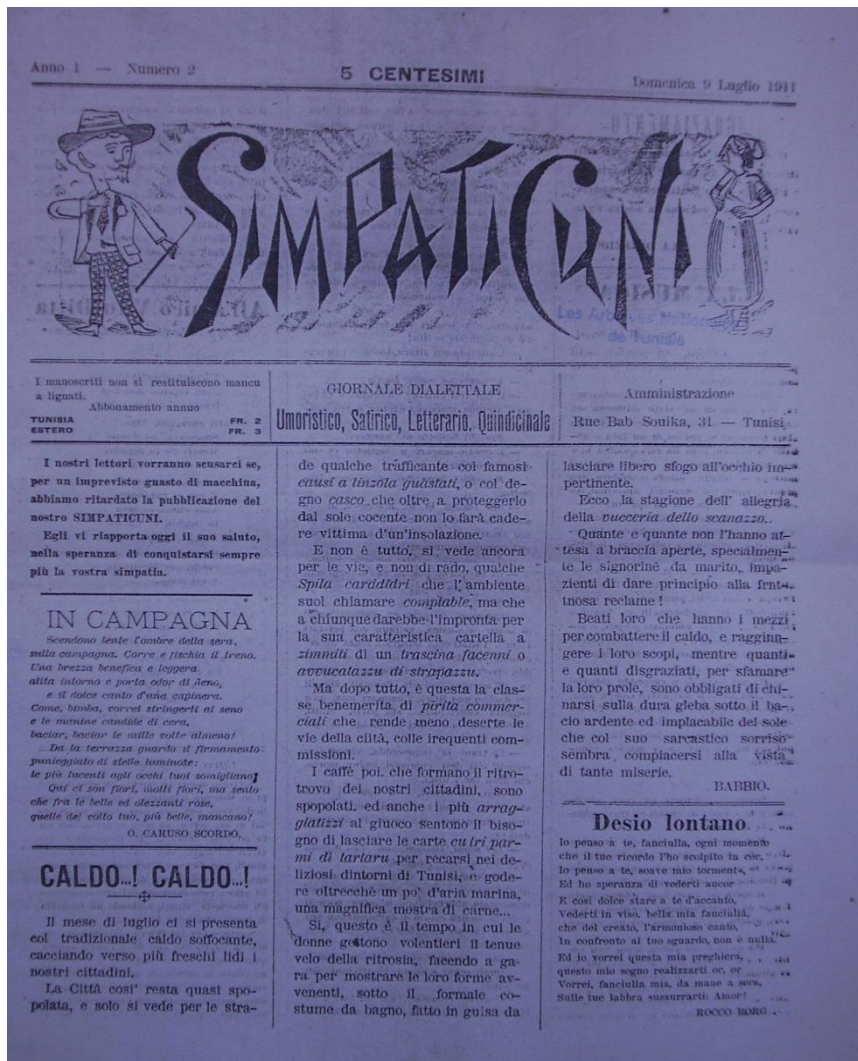 Anno 1 — Numero 2
5 CENTESIMI
Domenica 9 Luglio 1911
SIMPATICUNI
Les Archives Nationales
de Tunisie
I manoscrtti non si restituiscono mancu
a lignati.
Abbonamento annuo
TUNISIA FR. 2
ESTERO FR. 3
GIORNALE DIALETTALE
Umoristico, Satirico, Letterario, Quindicinale
Amministrazione
Rue Bab Souika, 31 — Tunisi
I nostri lettori vorranno scusarci se,
per un imprevisto guasto di macchina,
abbiamo ritardato la pubblicazione del
nostro SIMPATICUNI.
Egli vi riapporta oggi il suo saluto,
nella speranza di conquistarsi sempre
più la vostra simpatia.
IN CAMPAGNA
Scendono lente l'ombre della sera,
sulla campagna. Corre e fischia il treno.
Una brezza benefica e leggera
alita intorno e porta odor di fieno,
e il dolce canto d'una capinera.
Come, bimba, vorrei stringerti al seno
e le manine candide di cera,
baciar, baciar le mille volte almeno!
Da la terrazza guardo il firmamento
punteggiato di stelle luminose:
le più lucenti agli occhi tuoi somigliano!
Qui ci son fiori, molti fiori, ma sento
che fra le belle ed olezzanti rose,
quelle del volto tuo, più belle, mancano!
O. CARUSO SCORDO.
CALDO...! CALDO...!
Il mese di luglio ci si presenta
col tradizionale caldo soffocante,
cacciando verso più freschi lidi i
nostri cittadini.
La Città cosi' resta quasi spo-
polata, e solo si vede per le stra-
de qualche trafficante coi famosi
causi a linzola guastati, o col de-
gno casco che oltre a proteggerlo
dal sole cocente non lo farà cade-
re vittima d'un'insolazione.
E non è tutto, si vede ancora
per le vie, e non di rado, qualche
Spila cardidri che l'ambiente
suol chiamare comptable, ma che
a chiunque darebbe l'impronta per
la sua caratteristica cartella a
zimmili di un trascina facenni o
avvucatazzu di strapazzu.
Ma dopo tutto, è questa la clas-
se benemerita di pirita commer-
ciali che rende meno deserte le
vie della città, colle irequenti com-
missioni.
I caffè poi, che formano il ritro-
trovo dei nostri cittadini, sono
spopolati, ed anche i più arrag-
giatizzi al giuoco sentono il biso-
gno di lasciare le carte cu tri par-
mi di tartaru per recarsi nei de-
liziosi dintorni di Tunisi, e gode-
re oltrecchè un po' d'aria marina,
una magnifica mostra di carne...
Sì, questo è il tempo in cui le
donne gettono volentieri il tenue
velo della ritrosia, facendo a ga-
ra per mostrare le loro forme av-
venenti, sotto il formale co-
stume da bagno, fatto in guisa da
lasciare libero sfogo all'occhio im-
pertinente.
Ecco la stagione dell' allegria
della vucceria dello scanazzo..
Quante e quante non l'hanno at-
tesa a braccia aperte, specialmen-
te le signorine da marito, impa-
zienti di dare principio alla frut-
tuosa reclame !
Beati loro che hanno i mezzi
per combattere il caldo, e raggiun-
gere i loro scopi, mentre quanti
e quanti disgraziati, per sfamare
la loro prole, sono obbligati di chi-
narsi sulla dura gleba sotto il ba-
cio ardente ed implacabile del sole
che col suo sarcastico sorriso
sembra compiacersi alla vista
di tante miserie.
BABBIO.
Desio lontano
Io penso a te, fanciulla, ogni momento
che il tuo ricordo l'ho scolpito in cor,
Io penso a te, soave mio tormento,
Ed ho speranza di vederti ancor
E così dolce stare a te d'accanto,
Vederti in viso, bella mia fanciulla,
che del creato, l'armonioso canto,
In confronto al tuo sguardo, non è nulla.
Ed io vorrei questa mia preghiera,
questo mio sogno realizzarti or, or
Vorrei, fanciulla mia, da mane a sera,
Sulle tue labbra sussurrarti: Amor!
ROCCO BORG